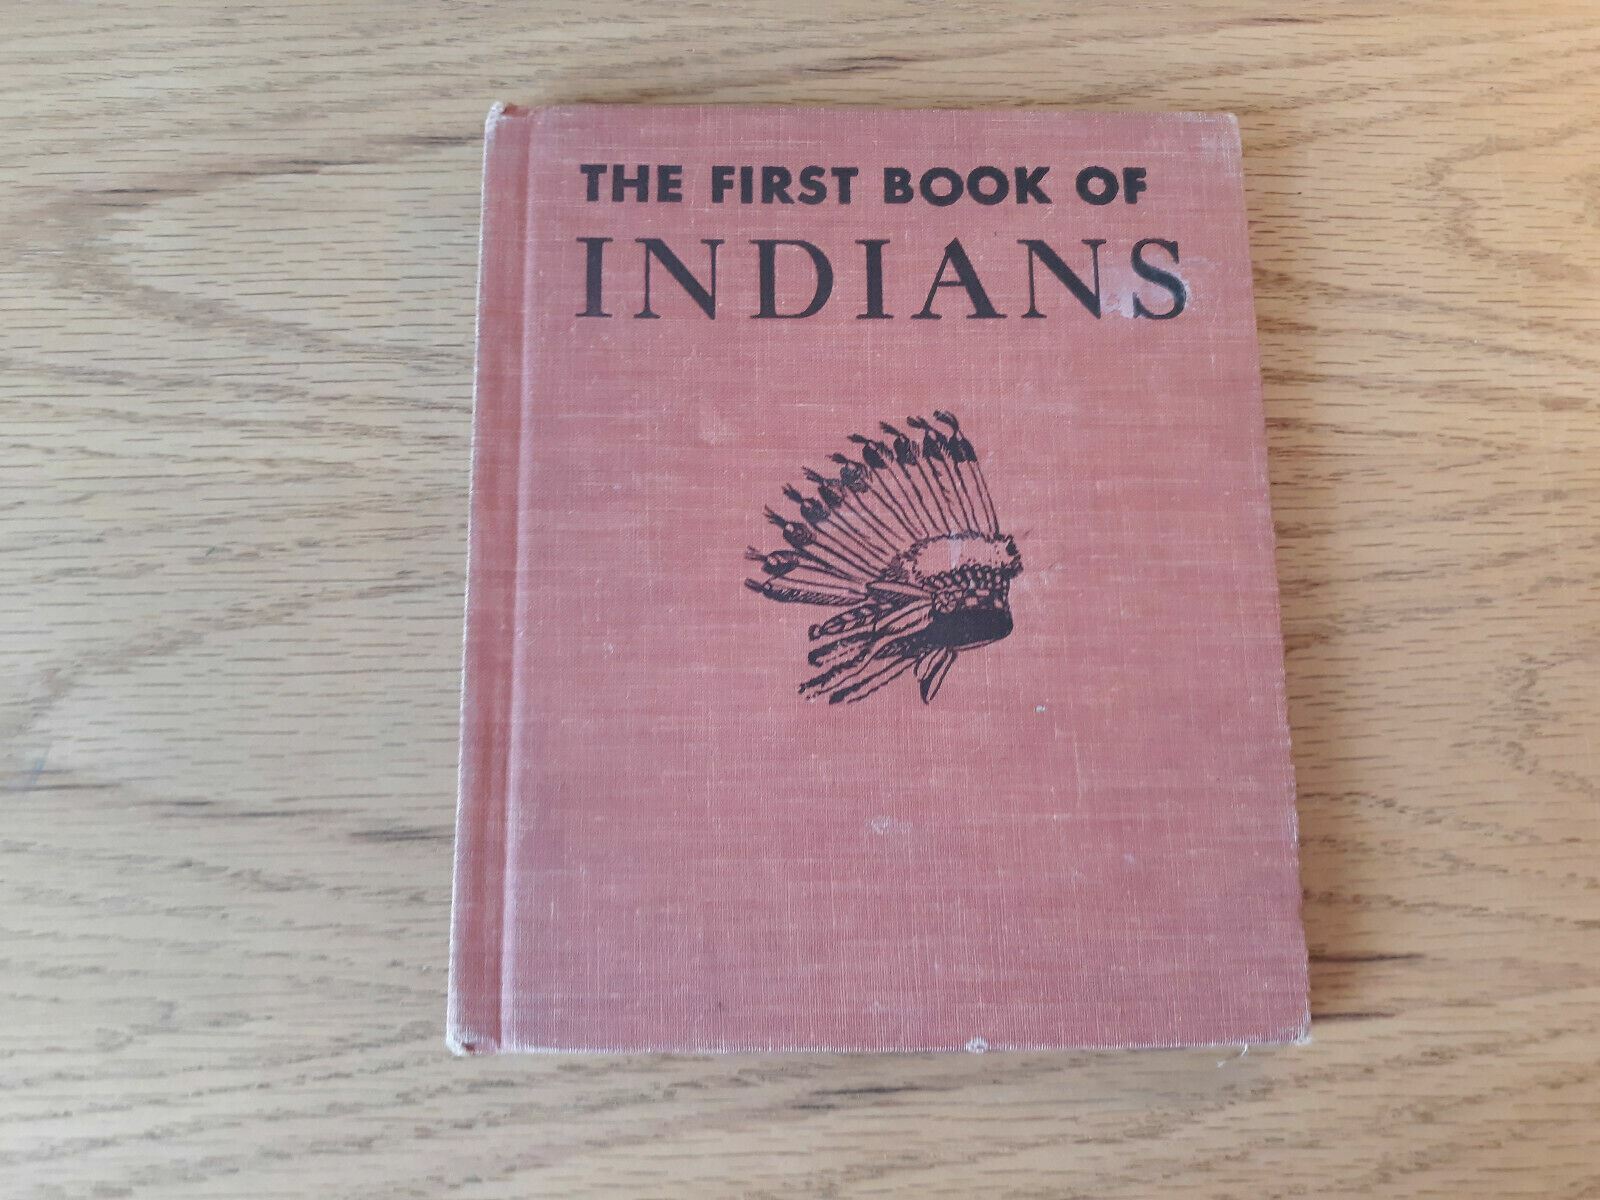 THE FIRST BOOK OF
INDIANS